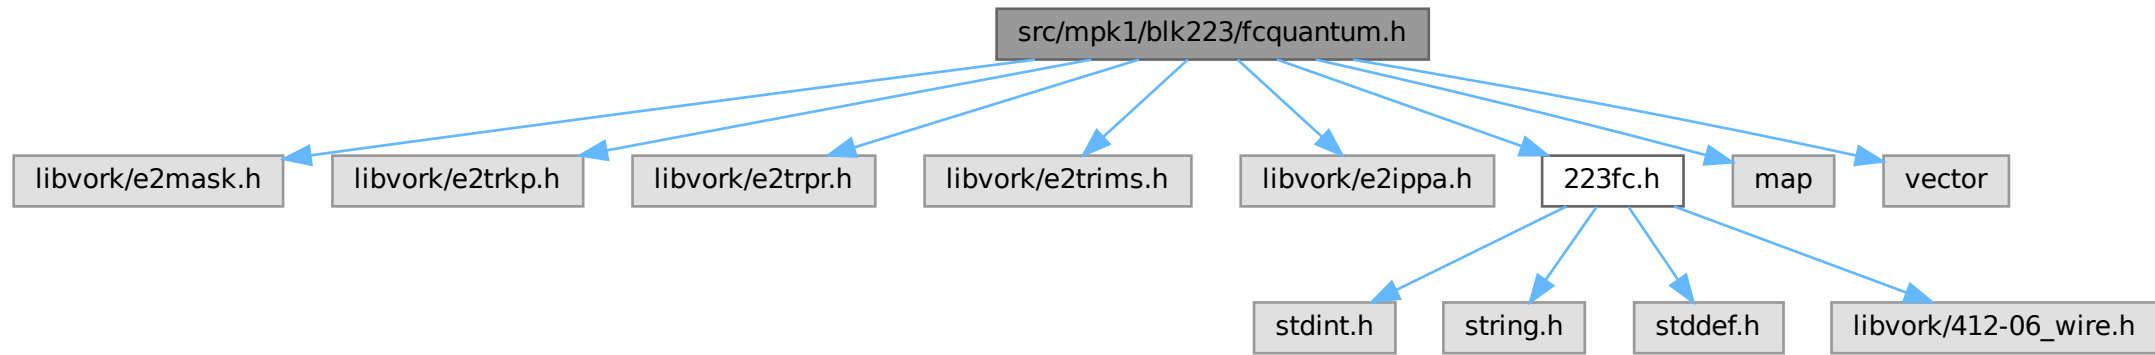 src/mpk1/blk223/fcquantum.h
libvork/e2mask.h
libvork/e2trkp.h
libvork/e2trpr.h
libvork/e2trims.h
libvork/e2ippa.h
223fc.h
map
vector
stdint.h
string.h
stddef.h
libvork/412-06_wire.h